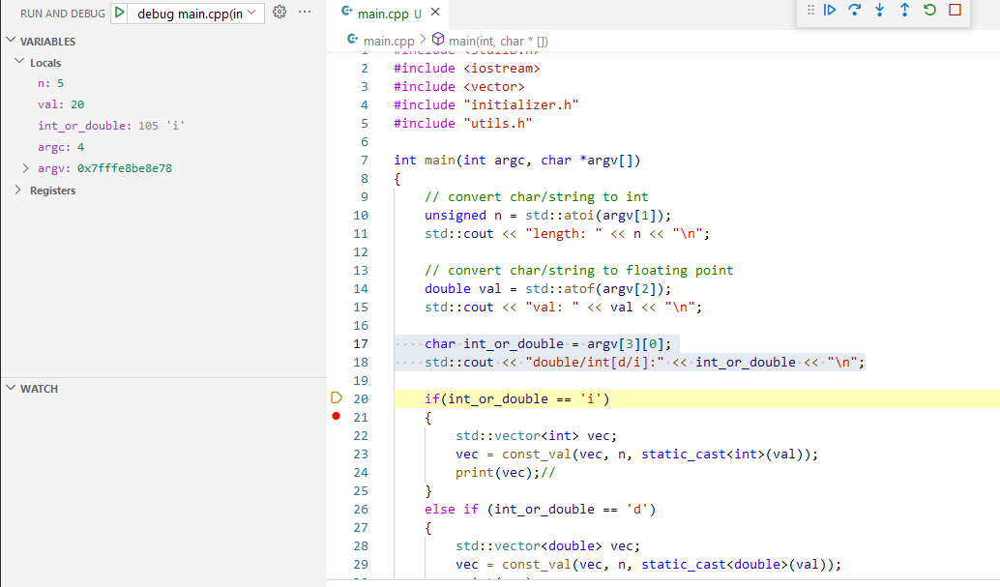 RUN AND DEBUG debug main.cpp(in
VARIABLES
Locals
n: 5
val: 20
int_or_double: 105 'i'
argc: 4
argv: 0x7fffe8be8e78
Registers
WATCH
main.cpp U
main.cpp > main(int, char * [])
1 #include <stdlib.h>
2 #include <iostream>
3 #include <vector>
4 #include "initializer.h"
5 #include "utils.h"
6
7 int main(int argc, char *argv[])
8 {
9 // convert char/string to int
10 unsigned n = std::atoi(argv[1]);
11 std::cout << "length: " << n << "\n";
12
13 // convert char/string to floating point
14 double val = std::atof(argv[2]);
15 std::cout << "val: " << val << "\n";
16
17 char int_or_double = argv[3][0];
18 std::cout << "double/int[d/i]:" << int_or_double << "\n";
19
20 if(int_or_double == 'i')
21 {
22 std::vector<int> vec;
23 vec = const_val(vec, n, static_cast<int>(val));
24 print(vec);//
25 }
26 else if (int_or_double == 'd')
27 {
28 std::vector<double> vec;
29 vec = const_val(vec, n, static_cast<double>(val));